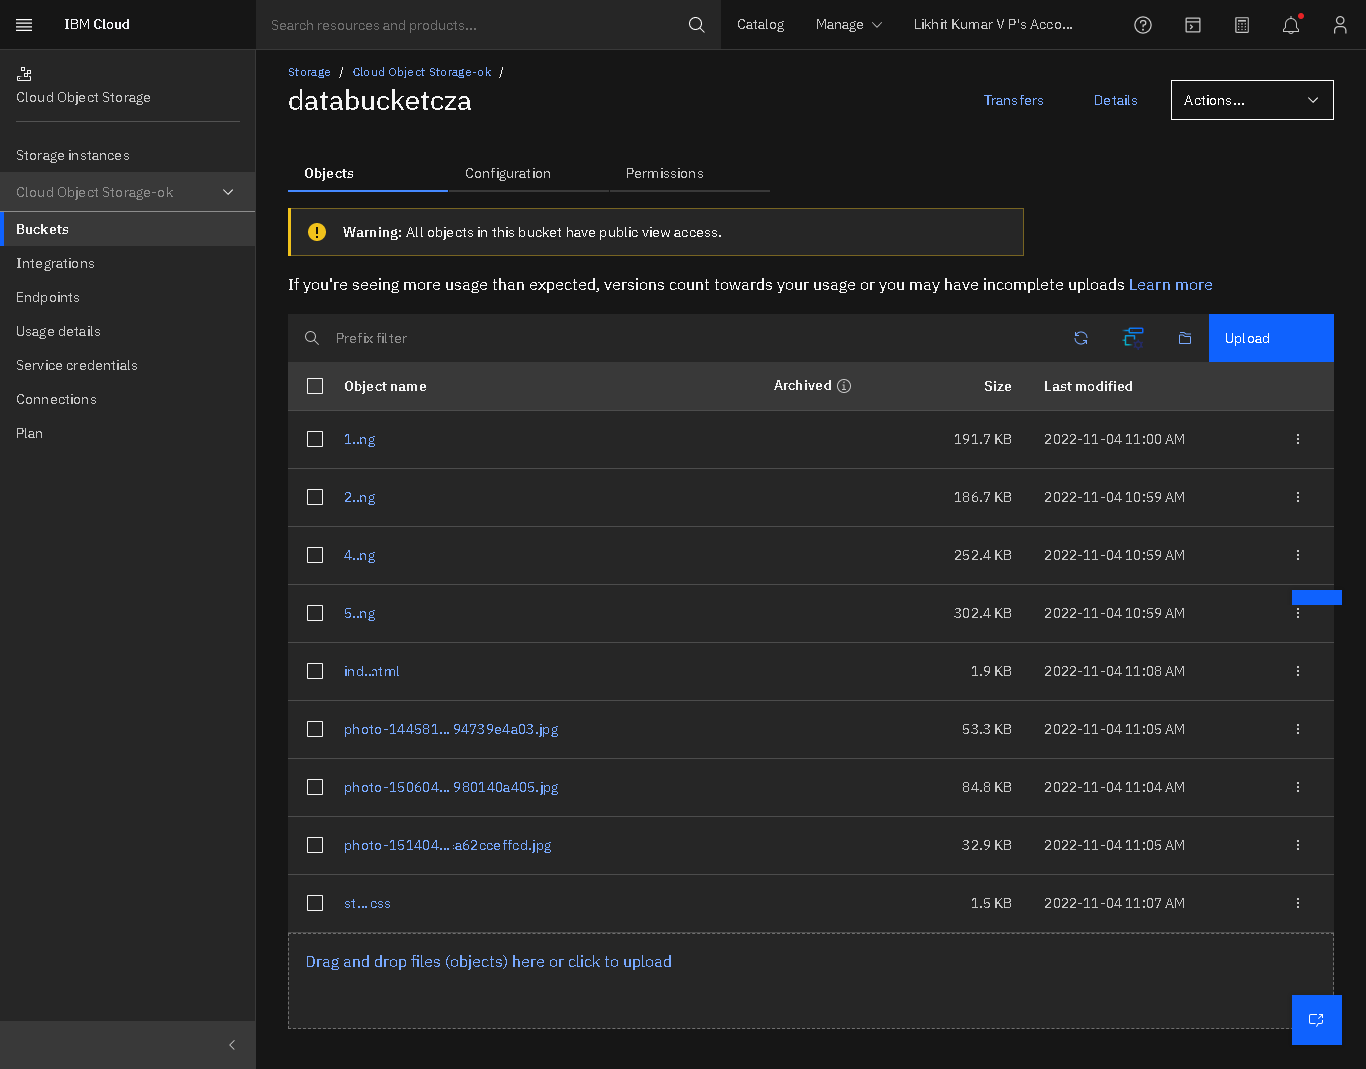 IBM Cloud
Search resources and products...
Catalog
Manage
Likhit Kumar V P's Acco...
Cloud Object Storage
Storage instances
Cloud Object Storage-ok
Buckets
Integrations
Endpoints
Usage details
Service credentials
Connections
Plan
Storage / Cloud Object Storage-ok /
databucketcza
Transfers
Details
Actions...
Objects
Configuration
Permissions
Warning: All objects in this bucket have public view access.
If you're seeing more usage than expected, versions count towards your usage or you may have incomplete uploads Learn more
Prefix filter
Upload
Object name Archived Size Last modified
1...ng 191.7 KB 2022-11-04 11:00 AM
2...ng 186.7 KB 2022-11-04 10:59 AM
4...ng 252.4 KB 2022-11-04 10:59 AM
5...ng 302.4 KB 2022-11-04 10:59 AM
ind...html 1.9 KB 2022-11-04 11:08 AM
photo-144581... 94739e4a03.jpg 53.3 KB 2022-11-04 11:05 AM
photo-150604... 980140a405.jpg 84.8 KB 2022-11-04 11:04 AM
photo-151404... a62cceffcd.jpg 32.9 KB 2022-11-04 11:05 AM
st... css 1.5 KB 2022-11-04 11:07 AM
Drag and drop files (objects) here or click to upload